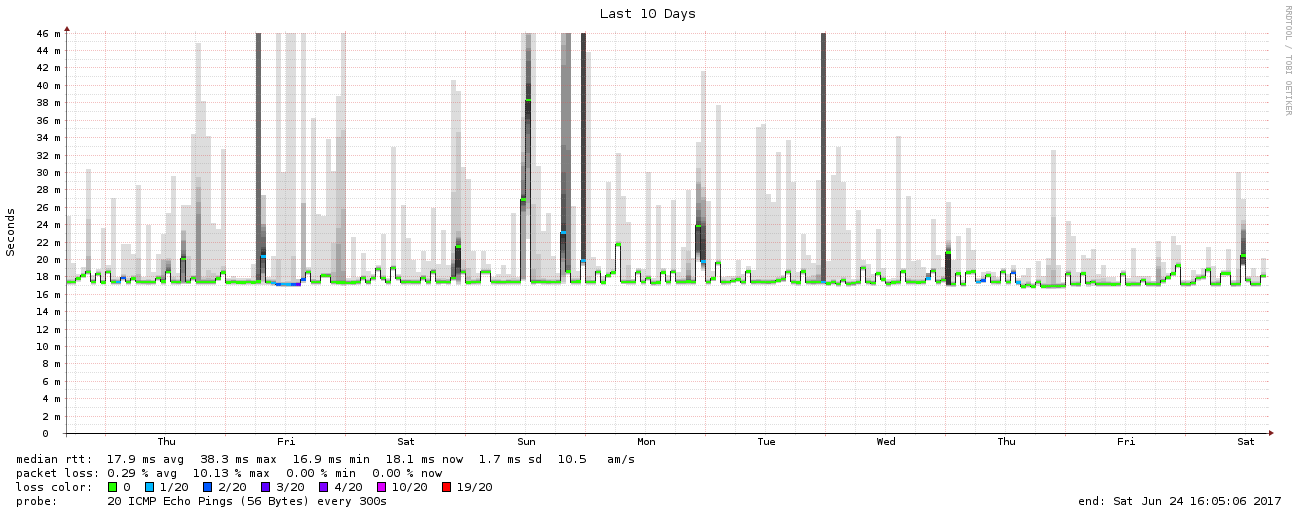 Last 10 Days
RRDTOOL / TOBI OETIKER
Seconds
46 m
44 m
42 m
40 m
38 m
36 m
34 m
32 m
30 m
28 m
26 m
24 m
22 m
20 m
18 m
16 m
14 m
12 m
10 m
8 m
6 m
4 m
2 m
0
Thu Fri Sat Sun Mon Tue Wed Thu Fri Sat
median rtt: 17.9 ms avg 38.3 ms max 16.9 ms min 18.1 ms now 1.7 ms sd 10.5 am/s
packet loss: 0.29 % avg 10.13 % max 0.00 % min 0.00 % now
loss color: 0 1/20 2/20 3/20 4/20 10/20 19/20
probe: 20 ICMP Echo Pings (56 Bytes) every 300s end: Sat Jun 24 16:05:06 2017